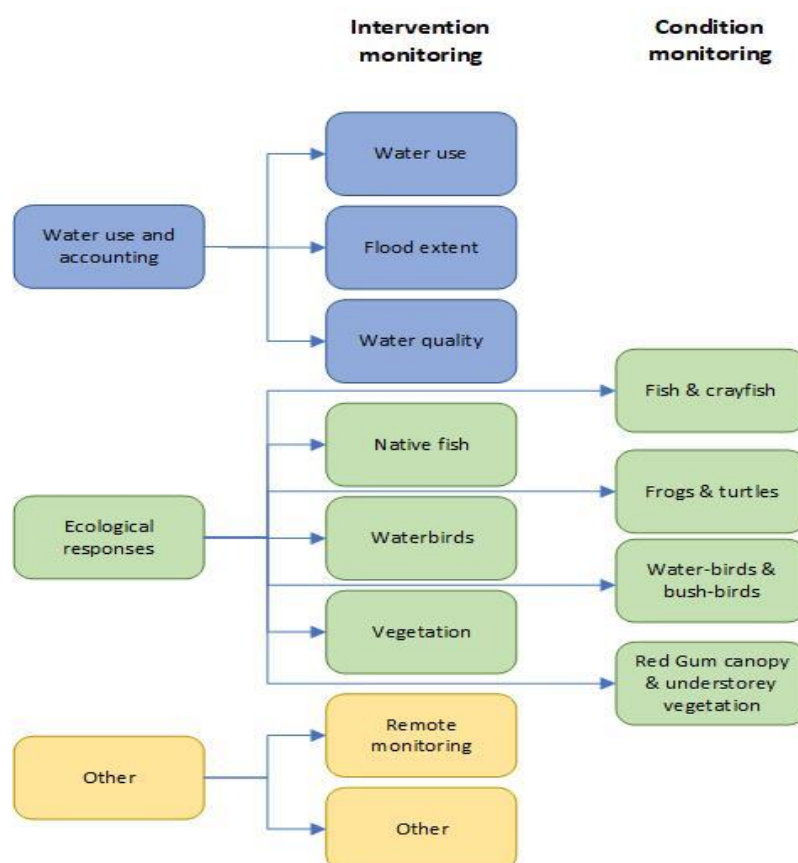 Intervention
monitoring
Condition
monitoring
Water use
Water use and
accounting
Flood extent
Water quality
Fish & crayfish
Native fish
Frogs & turtles
Ecological
responses
Waterbirds
Water-birds &
bush-birds
Vegetation
Red Gum canopy
& understorey
vegetation
Remote
monitoring
Other
Other